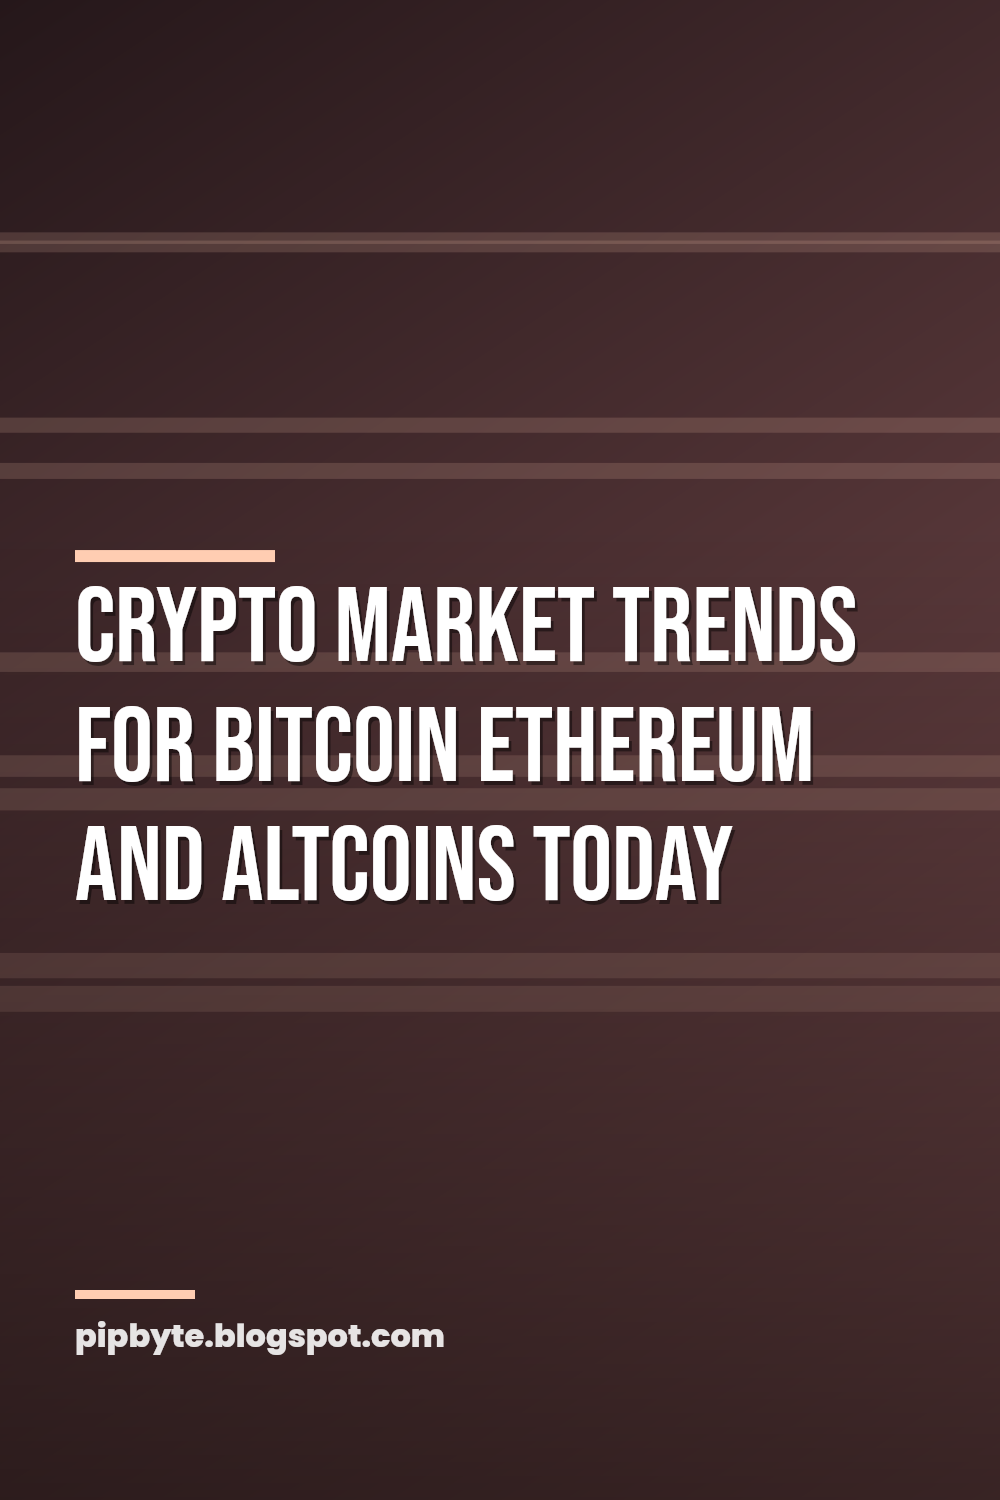 CRYPTO MARKET TRENDS
FOR BITCOIN ETHEREUM
AND ALTCOINS TODAY
pipbyte.blogspot.com